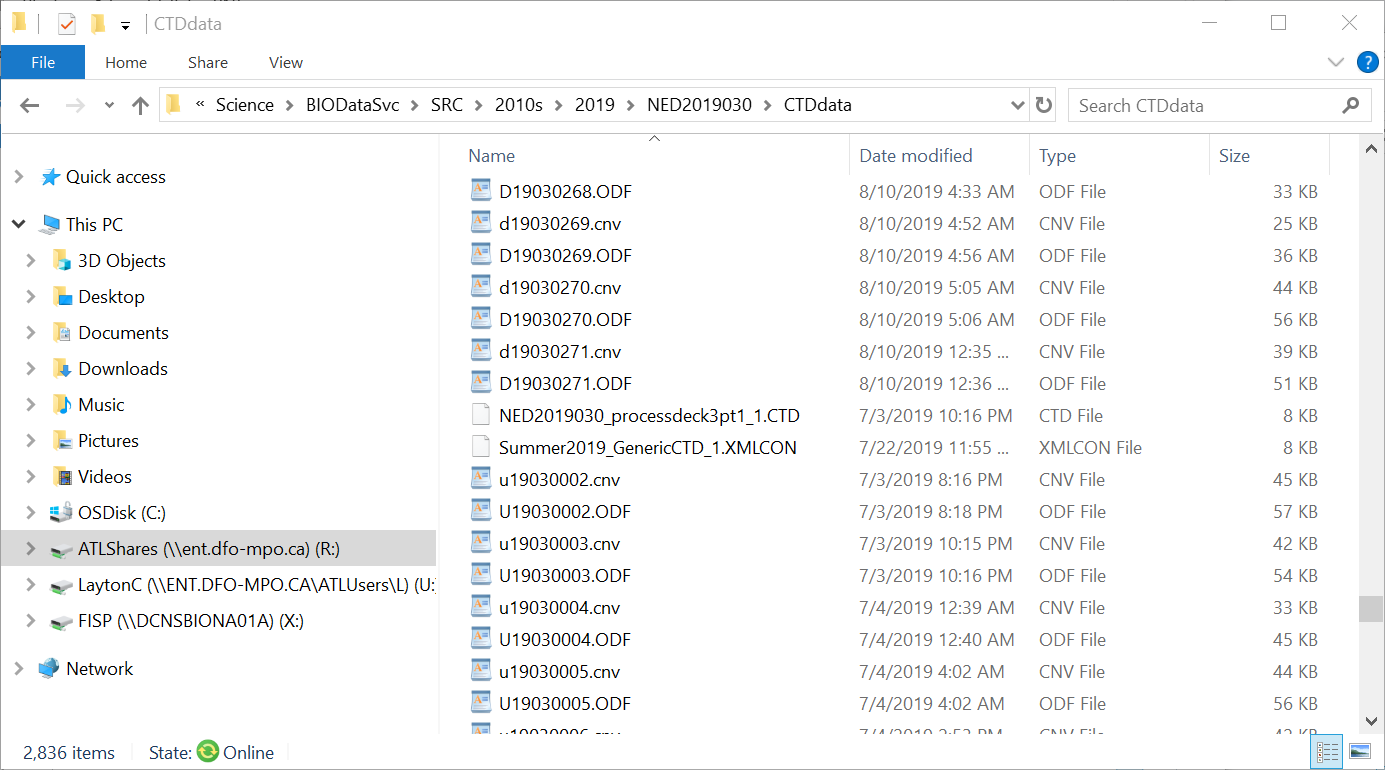 CTDdata
File Home Share View
« Science > BIODataSvc > SRC > 2010s > 2019 > NED2019030 > CTDdata
Search CTDdata
Quick access
This PC
3D Objects
Desktop
Documents
Downloads
Music
Pictures
Videos
OSDisk (C:)
ATLShares (\\ent.dfo-mpo.ca) (R:)
LaytonC (\\ENT.DFO-MPO.CA\ATLUsers\L) (U:
FISP (\\DCNSBIONA01A) (X:)
Network
Name Date modified Type Size
D19030268.ODF 8/10/2019 4:33 AM ODF File 33 KB
d19030269.cnv 8/10/2019 4:52 AM CNV File 25 KB
D19030269.ODF 8/10/2019 4:56 AM ODF File 36 KB
d19030270.cnv 8/10/2019 5:05 AM CNV File 44 KB
D19030270.ODF 8/10/2019 5:06 AM ODF File 56 KB
d19030271.cnv 8/10/2019 12:35 ... CNV File 39 KB
D19030271.ODF 8/10/2019 12:36 ... ODF File 51 KB
NED2019030_processdeck3pt1_1.CTD 7/3/2019 10:16 PM CTD File 8 KB
Summer2019_GenericCTD_1.XMLCON 7/22/2019 11:55 ... XMLCON File 8 KB
u19030002.cnv 7/3/2019 8:16 PM CNV File 45 KB
U19030002.ODF 7/3/2019 8:18 PM ODF File 57 KB
u19030003.cnv 7/3/2019 10:15 PM CNV File 42 KB
U19030003.ODF 7/3/2019 10:16 PM ODF File 54 KB
u19030004.cnv 7/4/2019 12:39 AM CNV File 33 KB
U19030004.ODF 7/4/2019 12:40 AM ODF File 45 KB
u19030005.cnv 7/4/2019 4:02 AM CNV File 44 KB
U19030005.ODF 7/4/2019 4:02 AM ODF File 56 KB
2,836 items State: Online